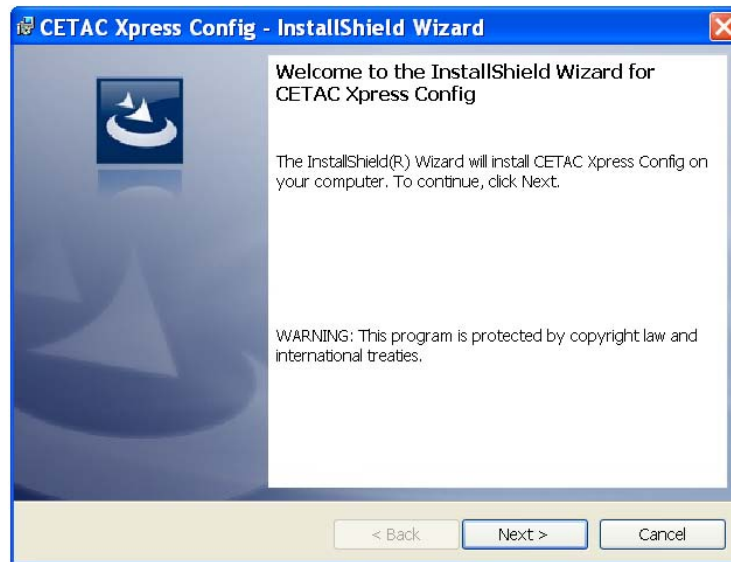 CETAC Xpress Config - InstallShield Wizard
Welcome to the InstallShield Wizard for
CETAC Xpress Config
The InstallShield(R) Wizard will install CETAC Xpress Config on
your computer. To continue, click Next.
WARNING: This program is protected by copyright law and
international treaties.
< Back
Next >
Cancel